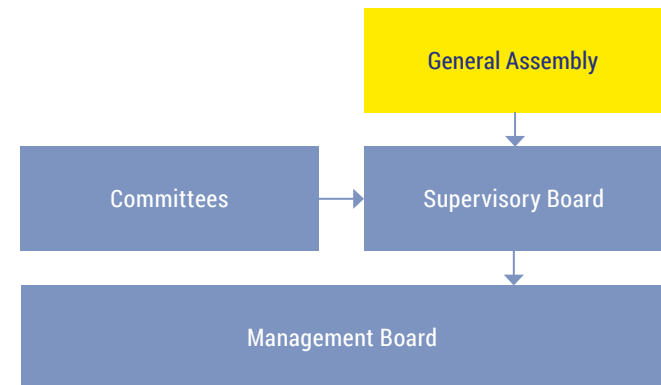 General Assembly
Committees
Supervisory Board
Management Board